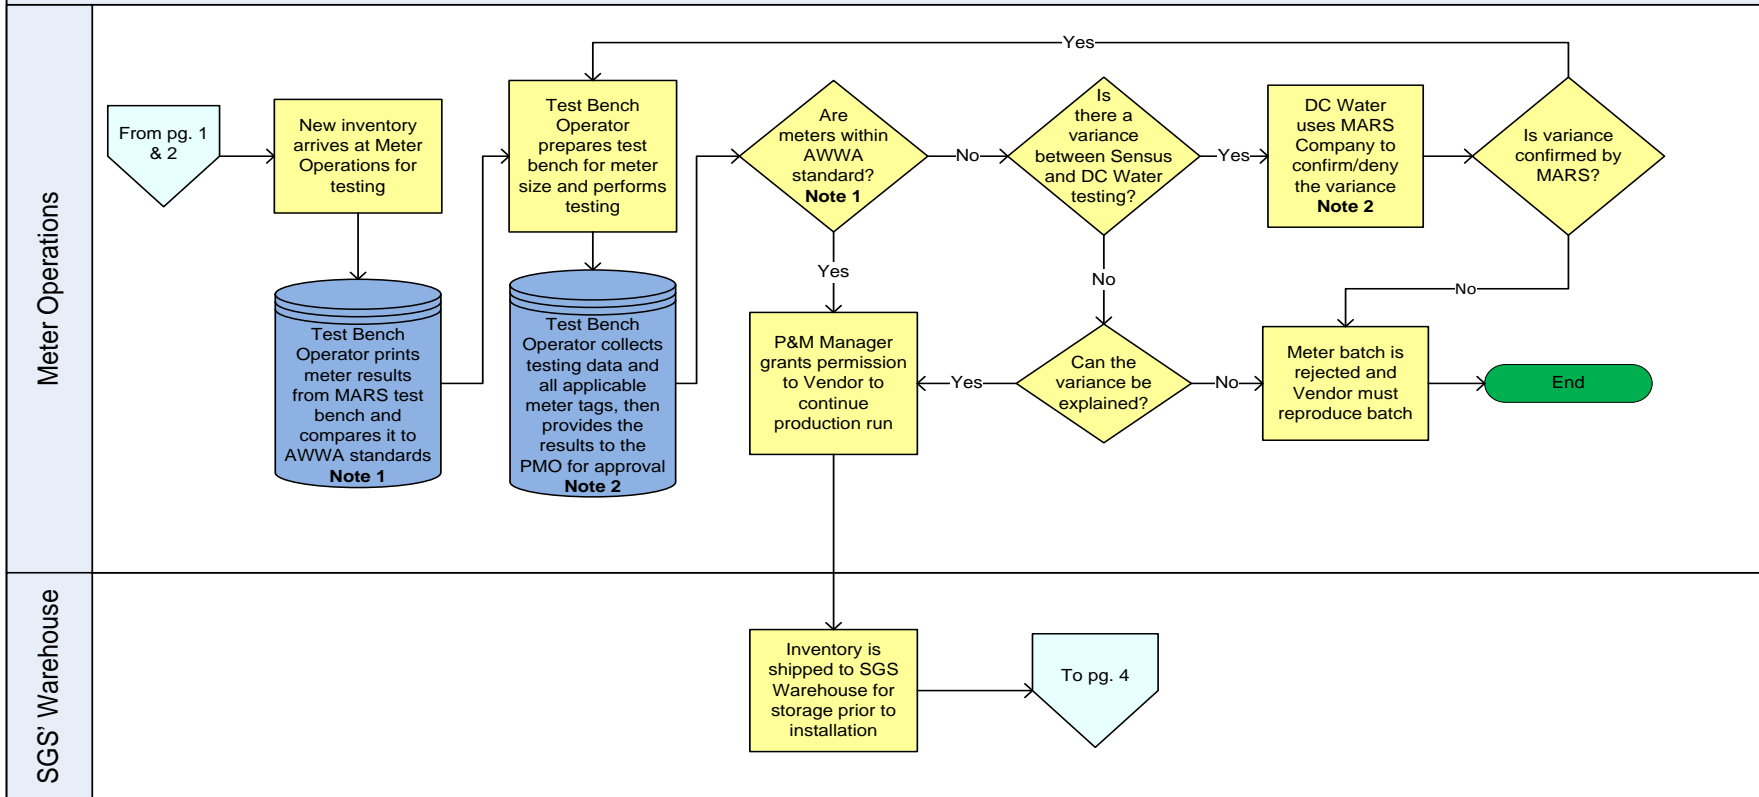 Meter Operations
From pg. 1
& 2
New inventory
arrives at Meter
Operations for
testing
Test Bench
Operator prints
meter results
from MARS test
bench and
compares it to
AWWA standards
Note 1
Test Bench
Operator
prepares test
bench for meter
size and performs
testing
Test Bench
Operator collects
testing data and
all applicable
meter tags, then
provides the
results to the
PMO for approval
Note 2
Are
meters within
AWWA
standard?
Note 1
No
Yes
Is
there a
variance
between Sensus
and DC Water
testing?
Yes
No
DC Water
uses MARS
Company to
confirm/deny
the variance
Note 2
Is variance
confirmed by
MARS?
Yes
No
P&M Manager
grants permission
to Vendor to
continue
production run
Yes
Can the
variance be
explained?
No
Meter batch is
rejected and
Vendor must
reproduce batch
End
SGS' Warehouse
Inventory is
shipped to SGS
Warehouse for
storage prior to
installation
To pg. 4